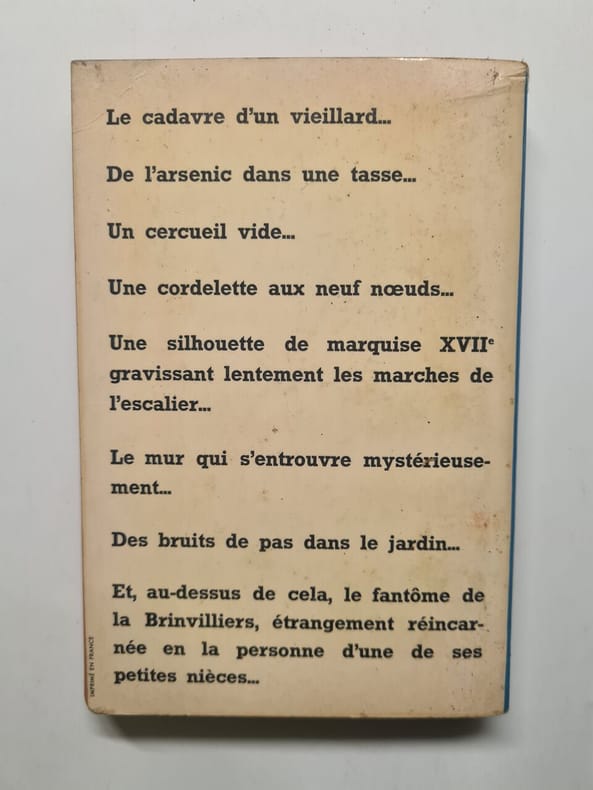 Le cadavre d'un vieillard...
De l'arsenic dans une tasse...
Un cercueil vide...
Une cordelette aux neuf nœuds...
Une silhouette de marquise XVIIe
gravissant lentement les marches de
l'escalier...
Le mur qui s'entrouvre mystérieuse-
ment...
Des bruits de pas dans le jardin...
Et, au-dessus de cela, le fantôme de
la Brinvilliers, étrangement réincar-
née en la personne d'une de ses
petites nièces...
IMPRIMÉ EN FRANCE